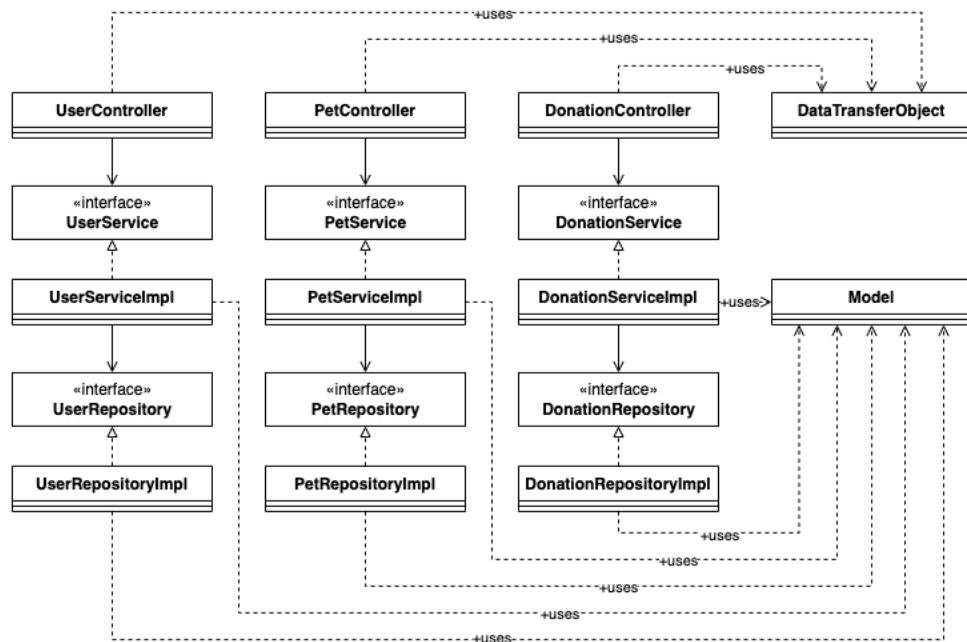 +uses
+uses
+uses
UserController
PetController
DonationController
DataTransferObject
«interface»
UserService
«interface»
PetService
«interface»
DonationService
UserServiceImpl
PetServiceImpl
DonationServiceImpl
+uses
Model
«interface»
UserRepository
«interface»
PetRepository
«interface»
DonationRepository
UserRepositoryImpl
PetRepositoryImpl
DonationRepositoryImpl
+uses
+uses
+uses
+uses
+uses